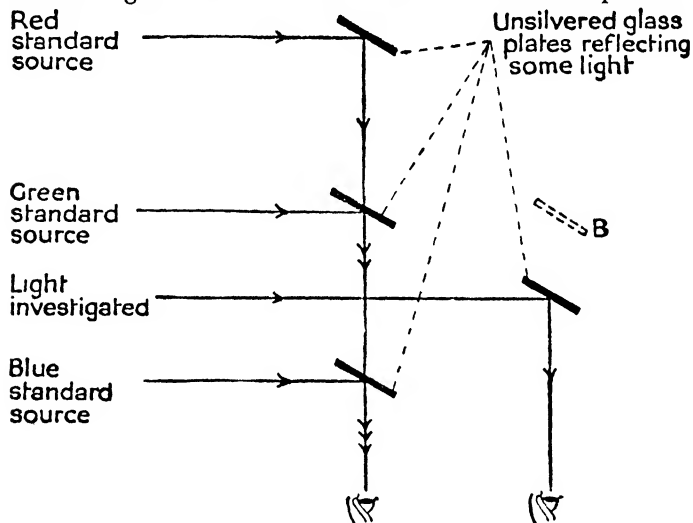 Red
standard
source
Unsilvered glass
plates reflecting
some light
Green
standard
source
B
Light
investigated
Blue
standard
source